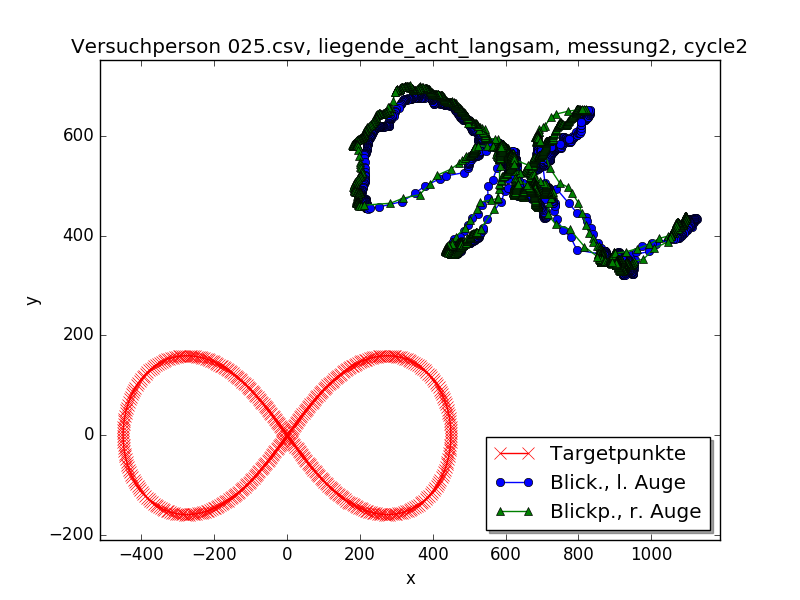 Versuchperson 025.csv, liegende_acht_langsam, messung2, cycle2
600
400
200
0
−200
y
−400
−200
0
200
400
600
800
1000
x
Targetpunkte
Blick., l. Auge
Blickp., r. Auge